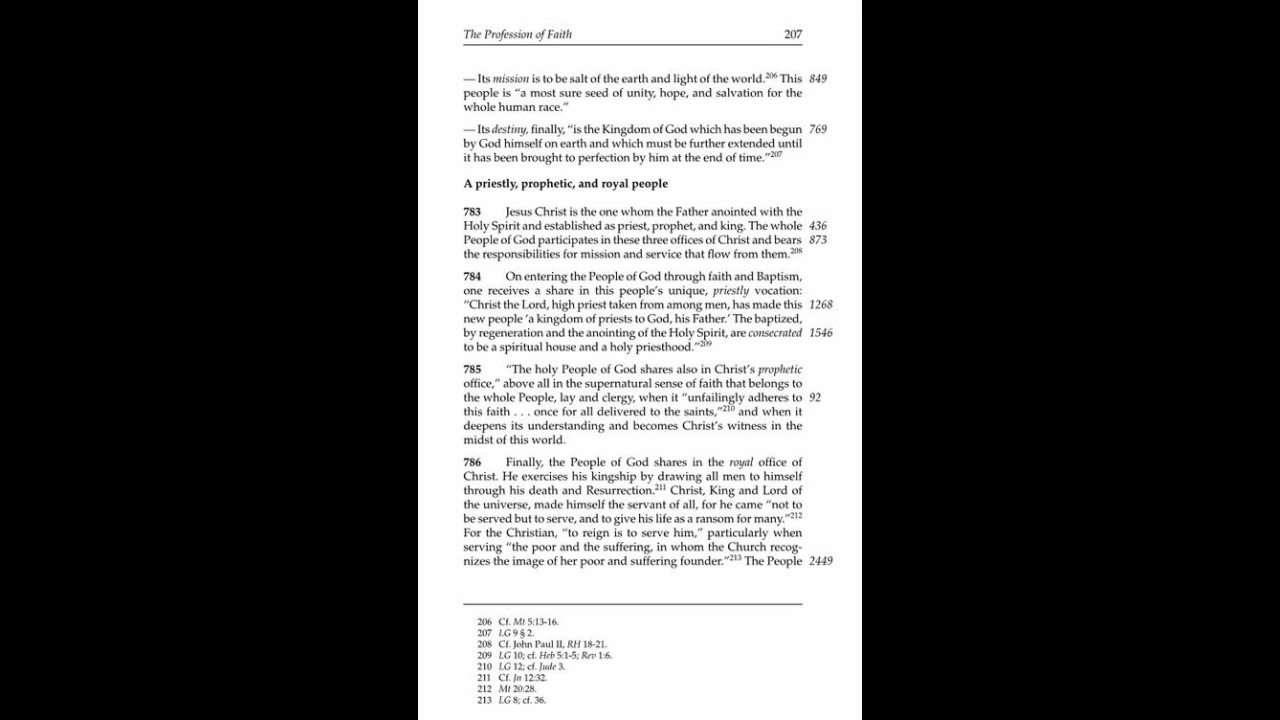 The Profession of Faith 207
— Its mission is to be salt of the earth and light of the world.206 This 849
people is “a most sure seed of unity, hope, and salvation for the
whole human race.”
— Its destiny, finally, “is the Kingdom of God which has been begun 769
by God himself on earth and which must be further extended until
it has been brought to perfection by him at the end of time.”207
A priestly, prophetic, and royal people
783 Jesus Christ is the one whom the Father anointed with the
Holy Spirit and established as priest, prophet, and king. The whole 436
People of God participates in these three offices of Christ and bears 873
the responsibilities for mission and service that flow from them.208
784 On entering the People of God through faith and Baptism,
one receives a share in this people’s unique, priestly vocation:
“Christ the Lord, high priest taken from among men, has made this 1268
new people ‘a kingdom of priests to God, his Father.’ The baptized,
by regeneration and the anointing of the Holy Spirit, are consecrated 1546
to be a spiritual house and a holy priesthood.”209
785 “The holy People of God shares also in Christ’s prophetic
office,” above all in the supernatural sense of faith that belongs to
the whole People, lay and clergy, when it “unfailingly adheres to 92
this faith . . . once for all delivered to the saints,”210 and when it
deepens its understanding and becomes Christ’s witness in the
midst of this world.
786 Finally, the People of God shares in the royal office of
Christ. He exercises his kingship by drawing all men to himself
through his death and Resurrection.211 Christ, King and Lord of
the universe, made himself the servant of all, for he came “not to
be served but to serve, and to give his life as a ransom for many.”212
For the Christian, “to reign is to serve him,” particularly when
serving “the poor and the suffering, in whom the Church recog-
nizes the image of her poor and suffering founder.”213 The People 2449
206 Cf. Mt 5:13-16.
207 LG 9 § 2.
208 Cf. John Paul II, RH 18-21.
209 LG 10; cf. Heb 5:1-5; Rev 1:6.
210 LG 12; cf. Jude 3.
211 Cf. Jn 12:32.
212 Mt 20:28.
213 LG 8; cf. 36.